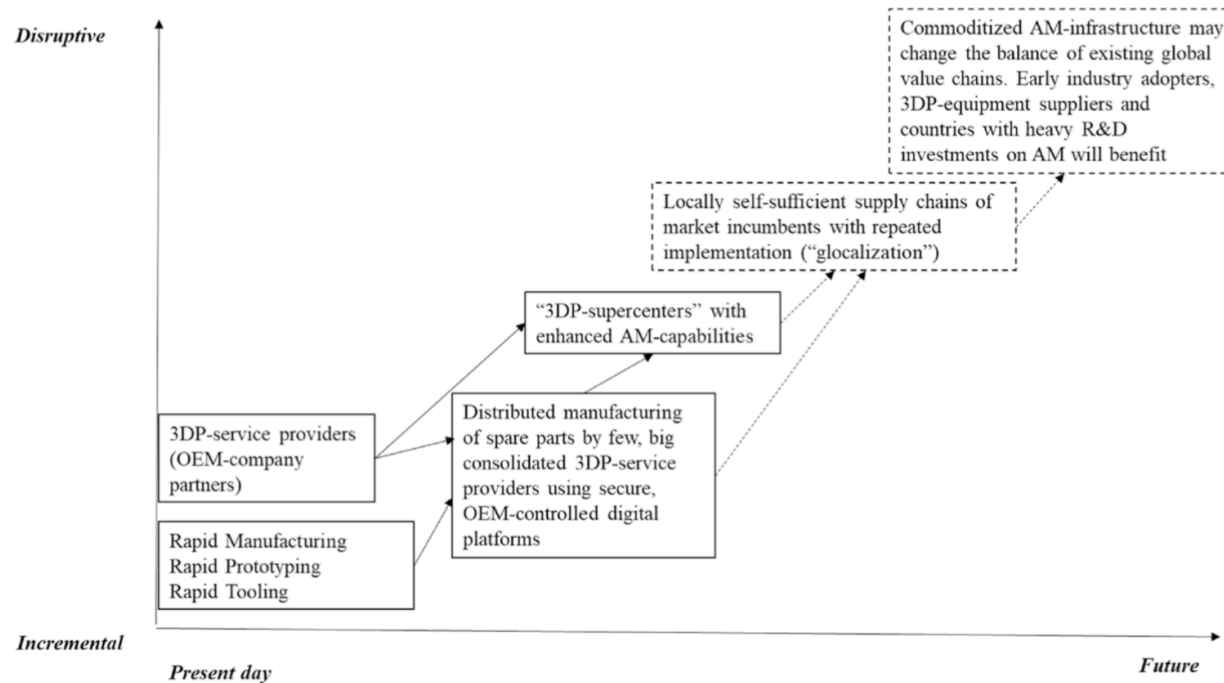 Disruptive
Commoditized AM-infrastructure may
change the balance of existing global
value chains. Early industry adopters,
3DP-equipment suppliers and
countries with heavy R&D
investments on AM will benefit
Locally self-sufficient supply chains of
market incumbents with repeated
implementation (“glocalization”)
“3DP-supercenters” with
enhanced AM-capabilities
3DP-service providers
(OEM-company
partners)
Distributed manufacturing
of spare parts by few, big
consolidated 3DP-service
providers using secure,
OEM-controlled digital
platforms
Rapid Manufacturing
Rapid Prototyping
Rapid Tooling
Incremental
Present day
Future